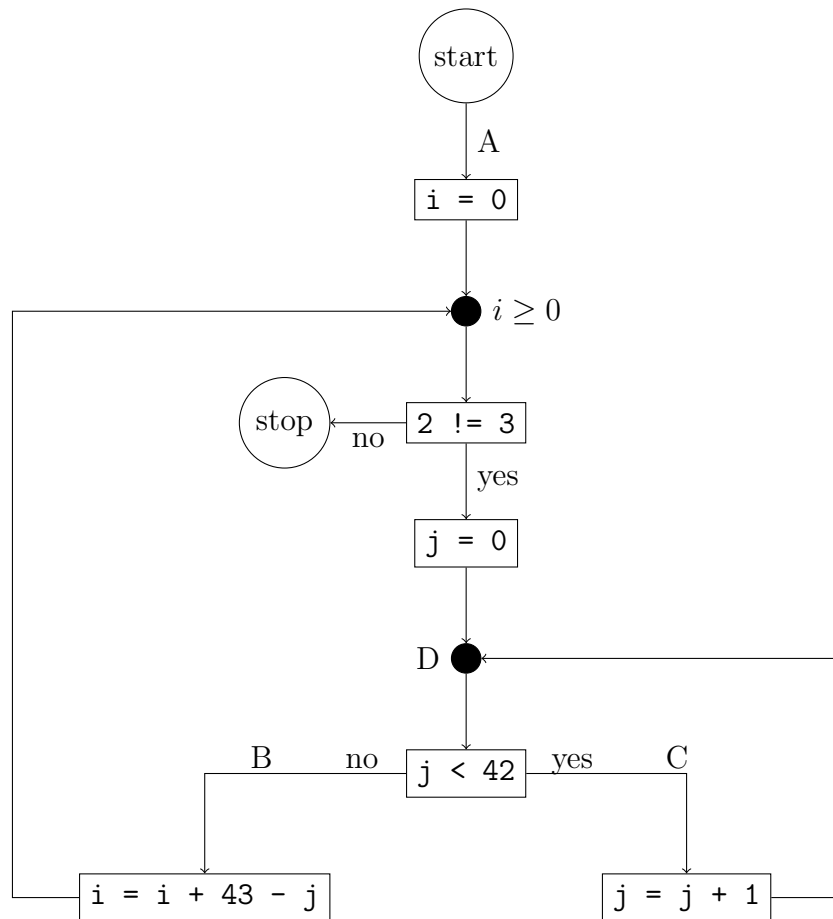 start
A
i = 0
i ≥ 0
2 != 3
stop
no
yes
j = 0
D
B
no
j < 42
yes
C
i = i + 43 - j
j = j + 1